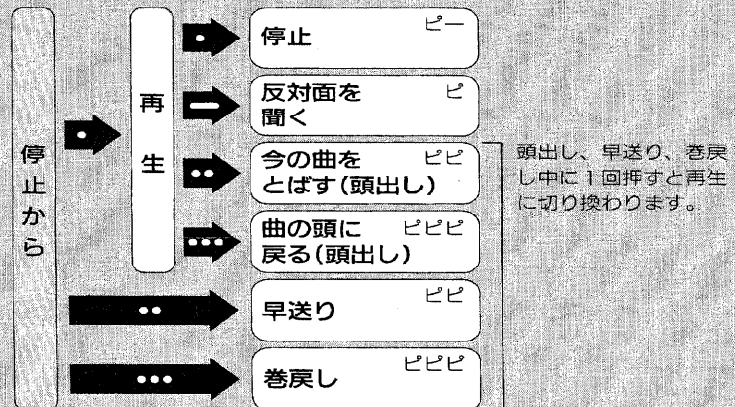 停止から
再生
停止 ピー
反対面を ピ
聞く
今の曲を ピピ
とばす(頭出し)
曲の頭に ピピピ
戻る(頭出し)
早送り ピピ
巻戻し ピピピ
頭出し、早送り、巻戻
し中に1回押すと再生
に切り換わります。